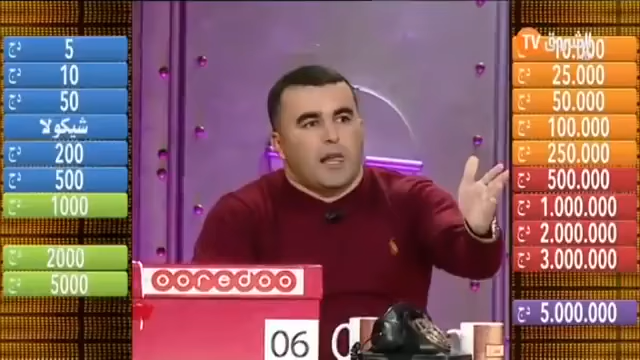 5 دج
10 دج
50 دج
شيكولا
200 دج
500 دج
1000 دج
2000 دج
5000 دج
TV الشروق
10.000
25.000 دج
50.000 دج
100.000 دج
250.000 دج
500.000 دج
1.000.000 دج
2.000.000 دج
3.000.000 دج
5.000.000 دج
ooredoo
06